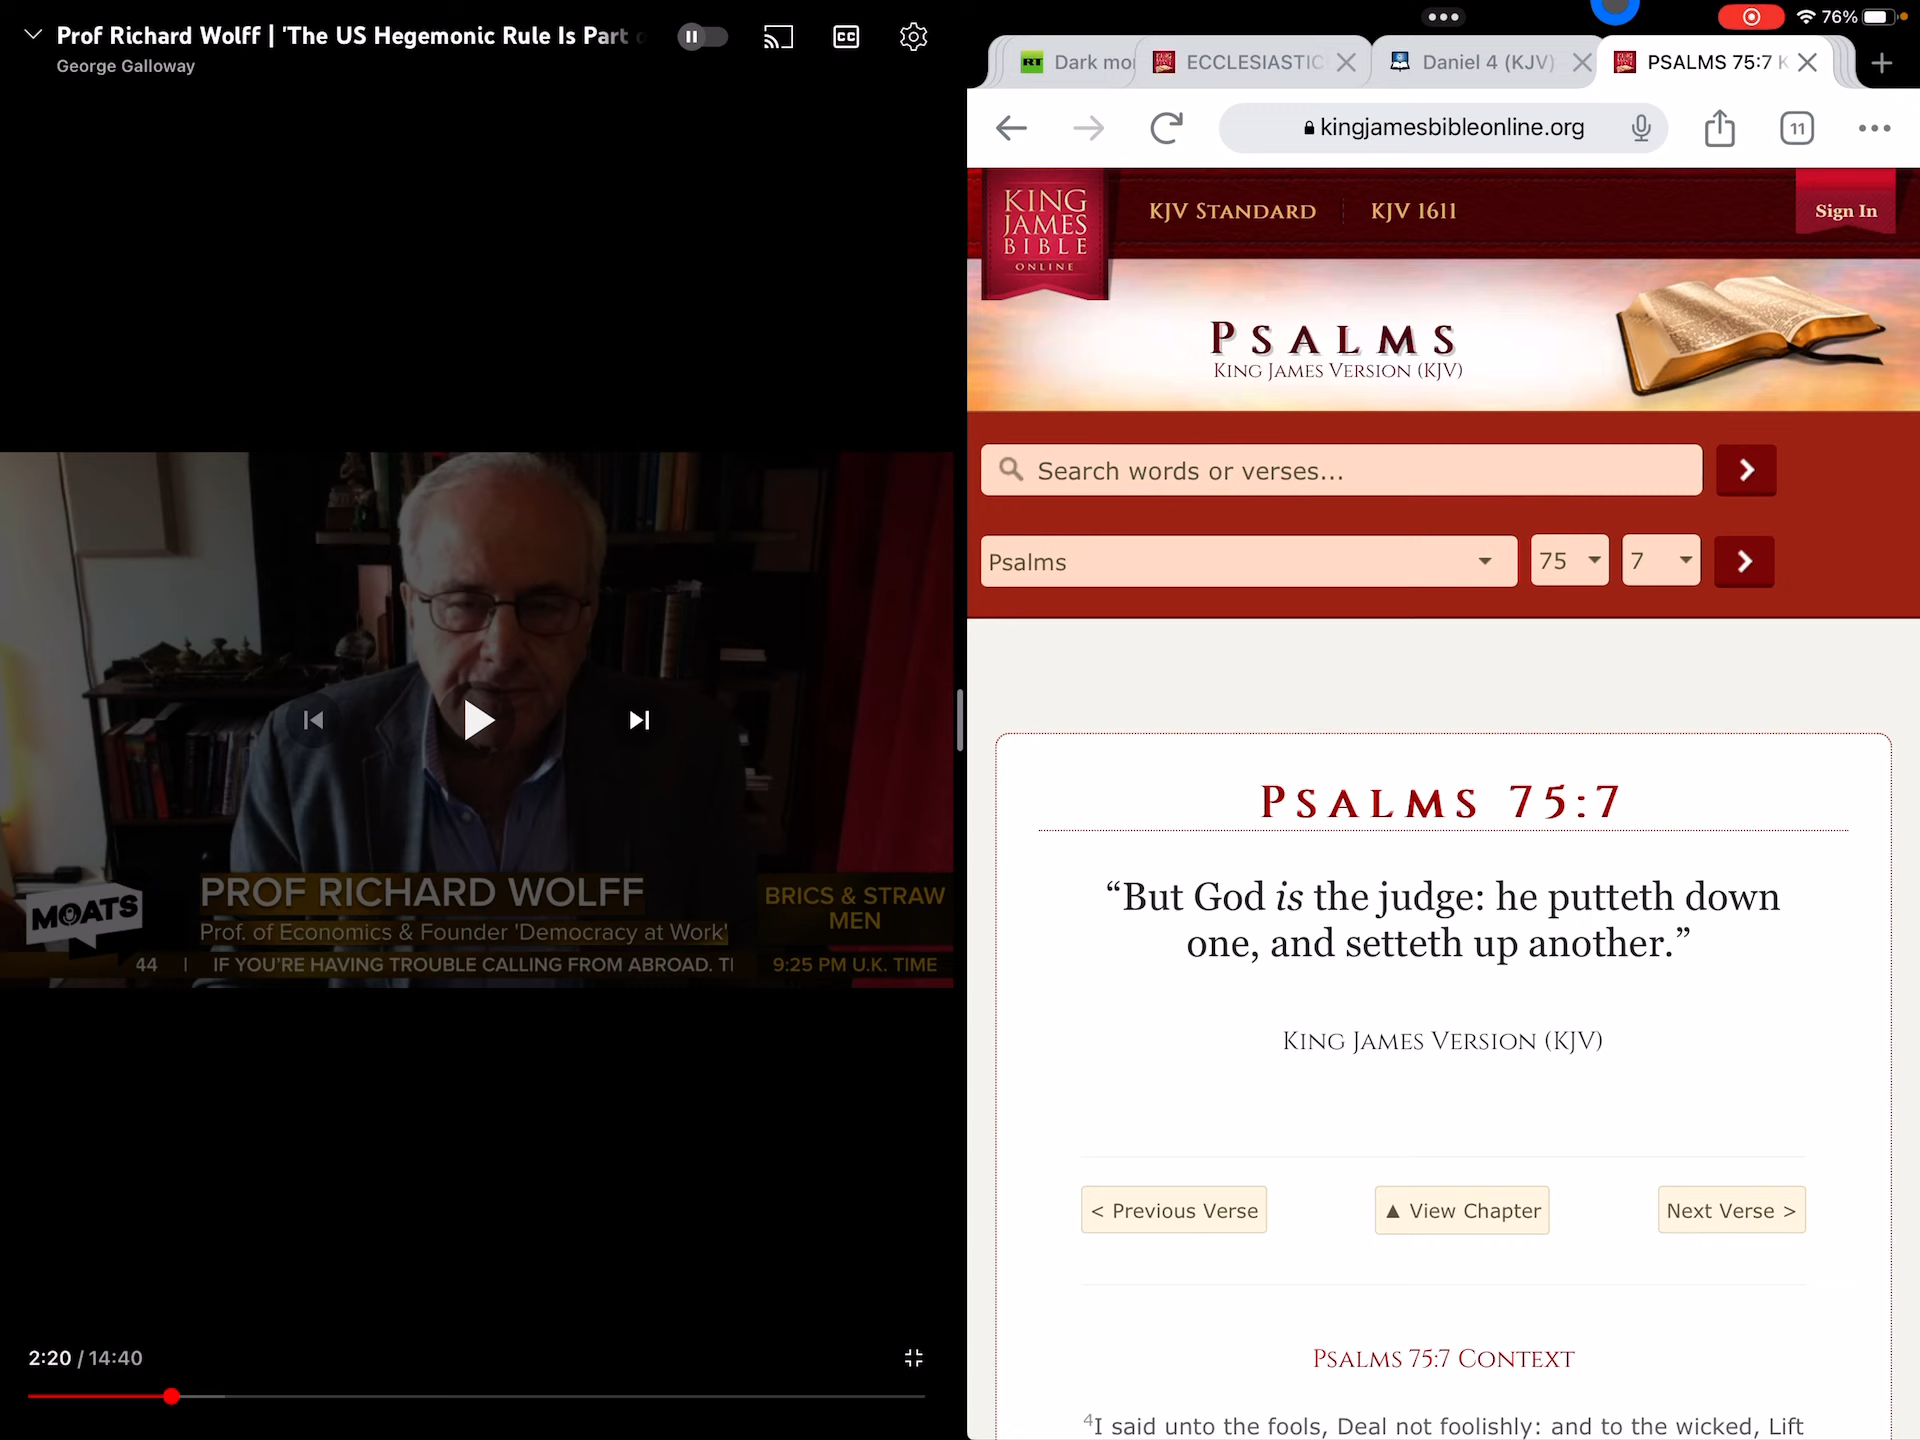 Prof Richard Wolff | 'The US Hegemonic Rule Is Part
George Galloway
CC
MOATS
PROF RICHARD WOLFF
Prof. of Economics & Founder 'Democracy at Work'
BRICS & STRAW
MEN
44 | IF YOU'RE HAVING TROUBLE CALLING FROM ABROAD.
9:25 PM U.K. TIME
2:20 / 14:40
76%
RT Dark
ECCLESIASTIC
Daniel 4 (KJV)
PSALMS 75:7
kingjamesbibleonline.org
11
KING
JAMES
BIBLE
ONLINE
KJV STANDARD
KJV 1611
Sign In
PSALMS
KING JAMES VERSION (KJV)
Search words or verses...
Psalms
75
7
PSALMS 75:7
“But God is the judge: he putteth down
one, and setteth up another.”
KING JAMES VERSION (KJV)
< Previous Verse
▲ View Chapter
Next Verse >
PSALMS 75:7 CONTEXT
4I said unto the fools, Deal not foolishly: and to the wicked, Lift